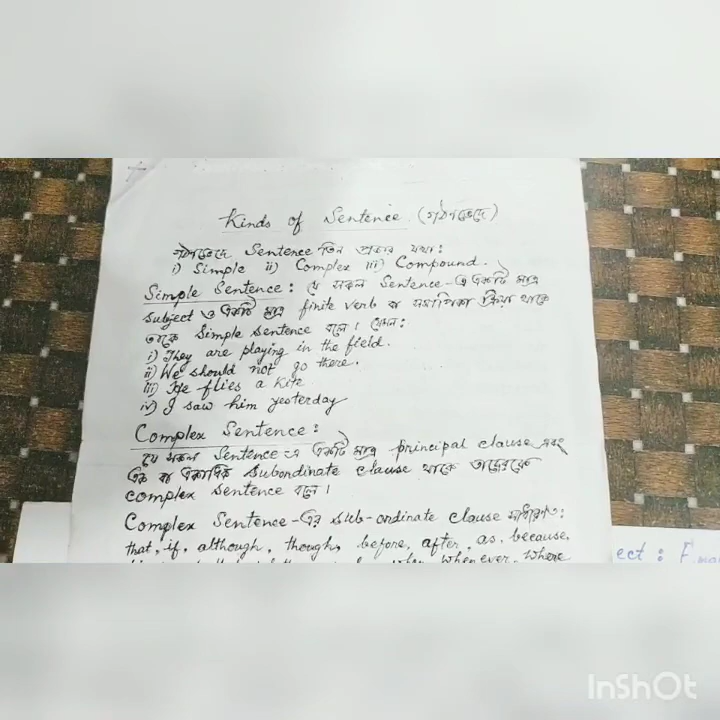 Kinds of Sentence (গঠণভেদে)
গঠণভেদে Sentence তিন প্রকার যথা:
i) Simple ii) Complex iii) Compound.
Simple Sentence: যে সকল Sentence-এ একটি মাত্র
subject ও একটি মাত্র finite verb বা সমাপিকা ক্রিয়া থাকে
তাকে Simple sentence বলে। যেমন:
i) They are playing in the field.
ii) We should not go there.
iii) He flies a kite
iv) I saw him yesterday
Complex Sentence:
যে সকল Sentence-এ একটি মাত্র principal clause এবং
এক বা একাধিক subordinate clause থাকে তাদেরকে
complex sentence বলে।
Complex Sentence-এর sub-ordinate clause
that, if, although, though, before, after, as, because,
when, whenever, where
ect:
InShOt